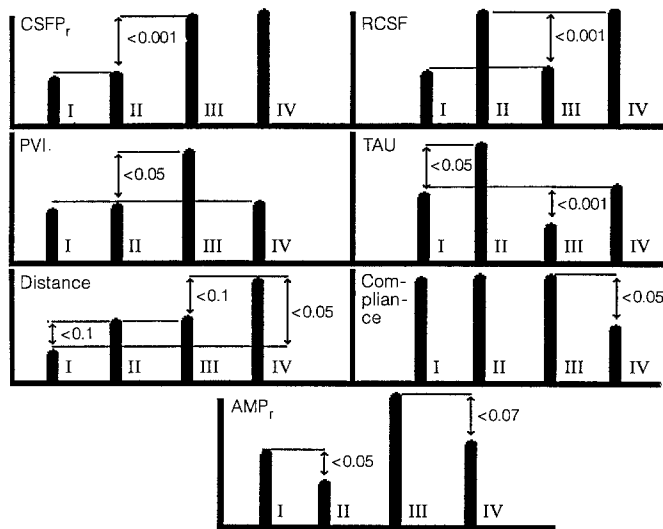 CSFPr
<0.001
I II III IV
RCSF
<0.001
I II III IV
PVI.
<0.05
I II III IV
TAU
<0.05
<0.001
I II III IV
Distance
<0.1
<0.1
<0.05
I II III IV
Com-
plian-
ce
<0.05
I II III IV
AMPr
<0.05
<0.07
I II III IV